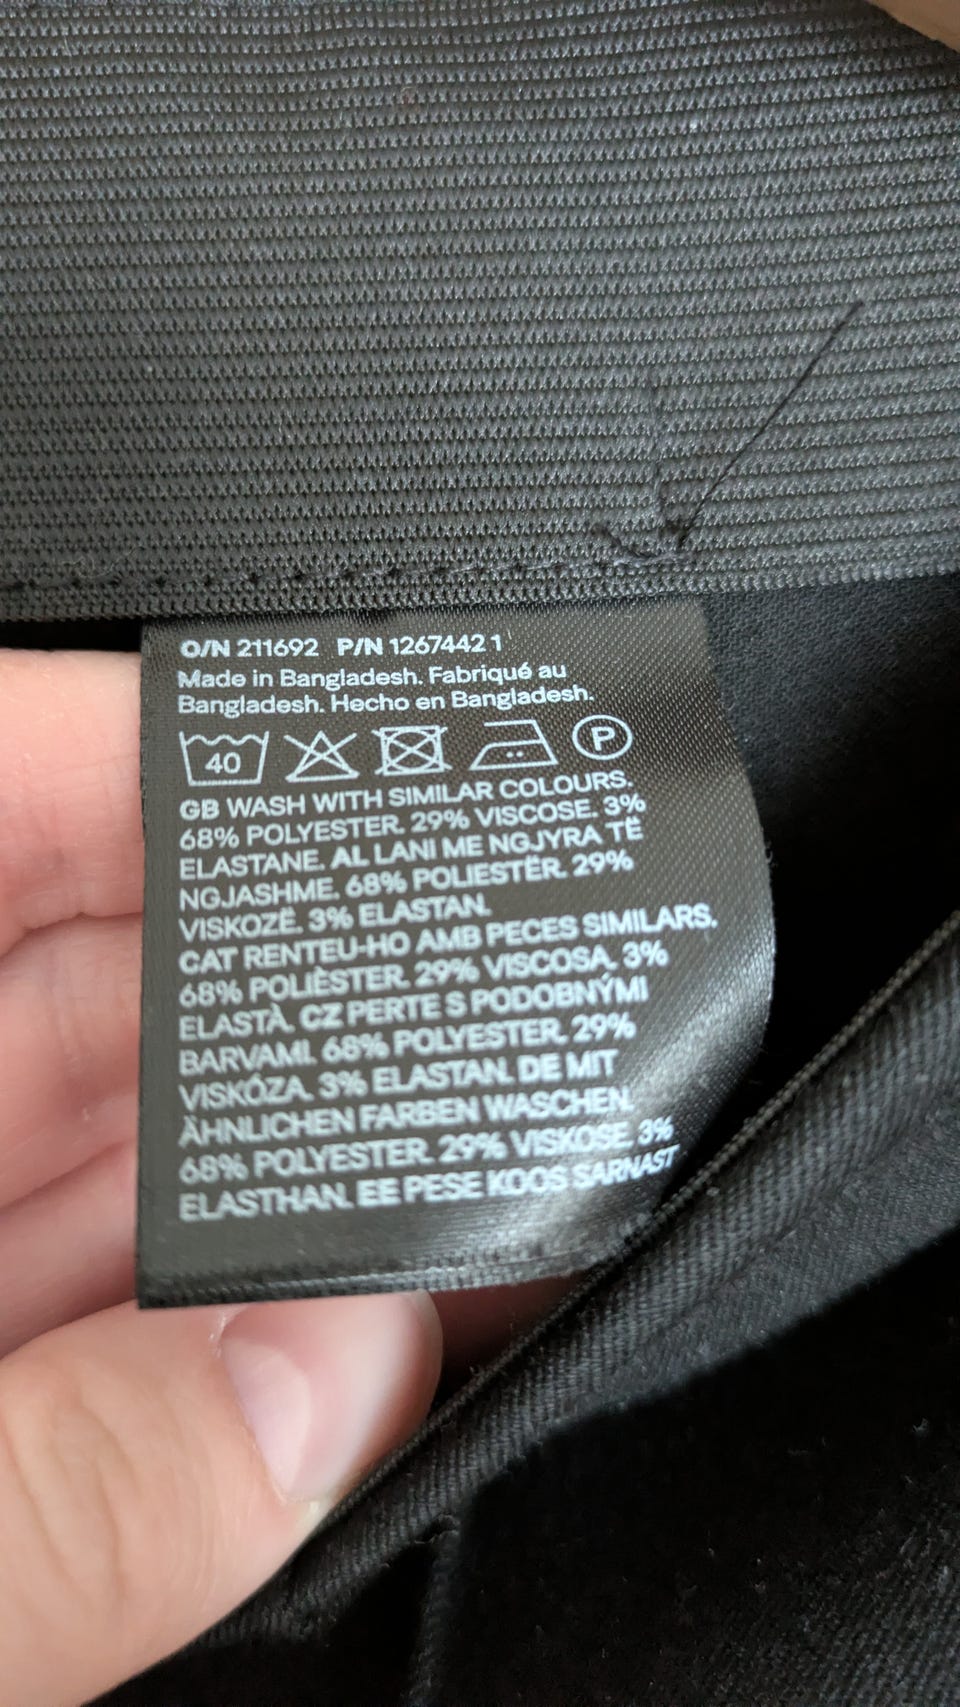 O/N 211692 P/N 1267442 1
Made in Bangladesh. Fabriqué au
Bangladesh. Hecho en Bangladesh.
40 P
GB WASH WITH SIMILAR COLOURS.
68% POLYESTER. 29% VISCOSE. 3%
ELASTANE. AL LANI ME NGJYRA TË
NGJASHME. 68% POLIESTËR. 29%
VISKOZË. 3% ELASTAN.
CAT RENTEU-HO AMB PECES SIMILARS.
68% POLIÈSTER. 29% VISCOSA. 3%
ELASTÀ. CZ PERTE S PODOBNÝMI
BARVAMI. 68% POLYESTER, 29%
VISKÓZA. 3% ELASTAN. DE MIT
ÄHNLICHEN FARBEN WASCHEN.
68% POLYESTER. 29% VISKOSE. 3%
ELASTHAN. EE PESE KOOS SARNAST